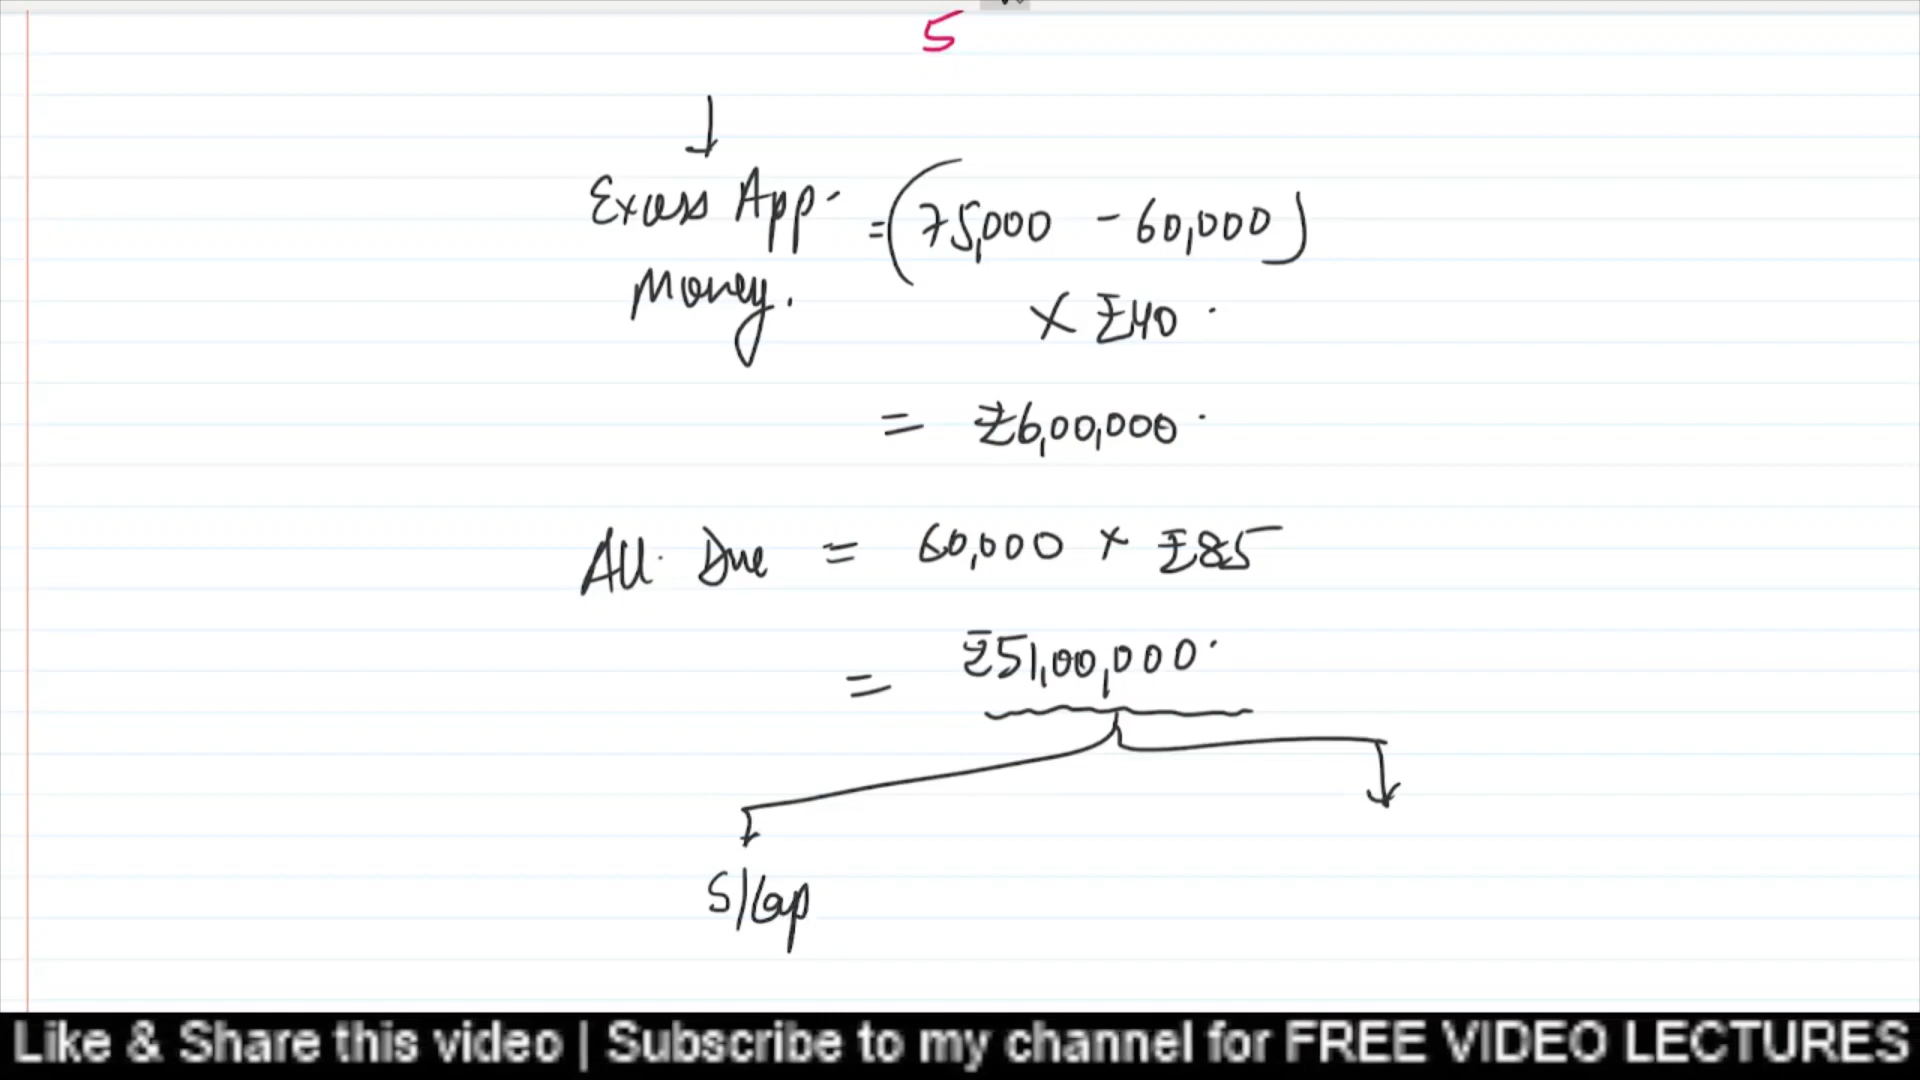 5
Excess App. = (75,000 - 60,000)
Money. × ₹40
= ₹6,00,000
All. Due = 60,000 × ₹85
= ₹51,00,000
S/Cap
Like & Share this video | Subscribe to my channel for FREE VIDEO LECTURES